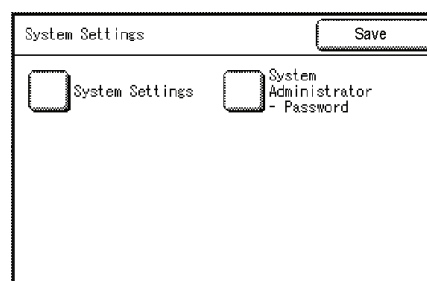 System Settings
Save
System Settings
System
Administrator
- Password